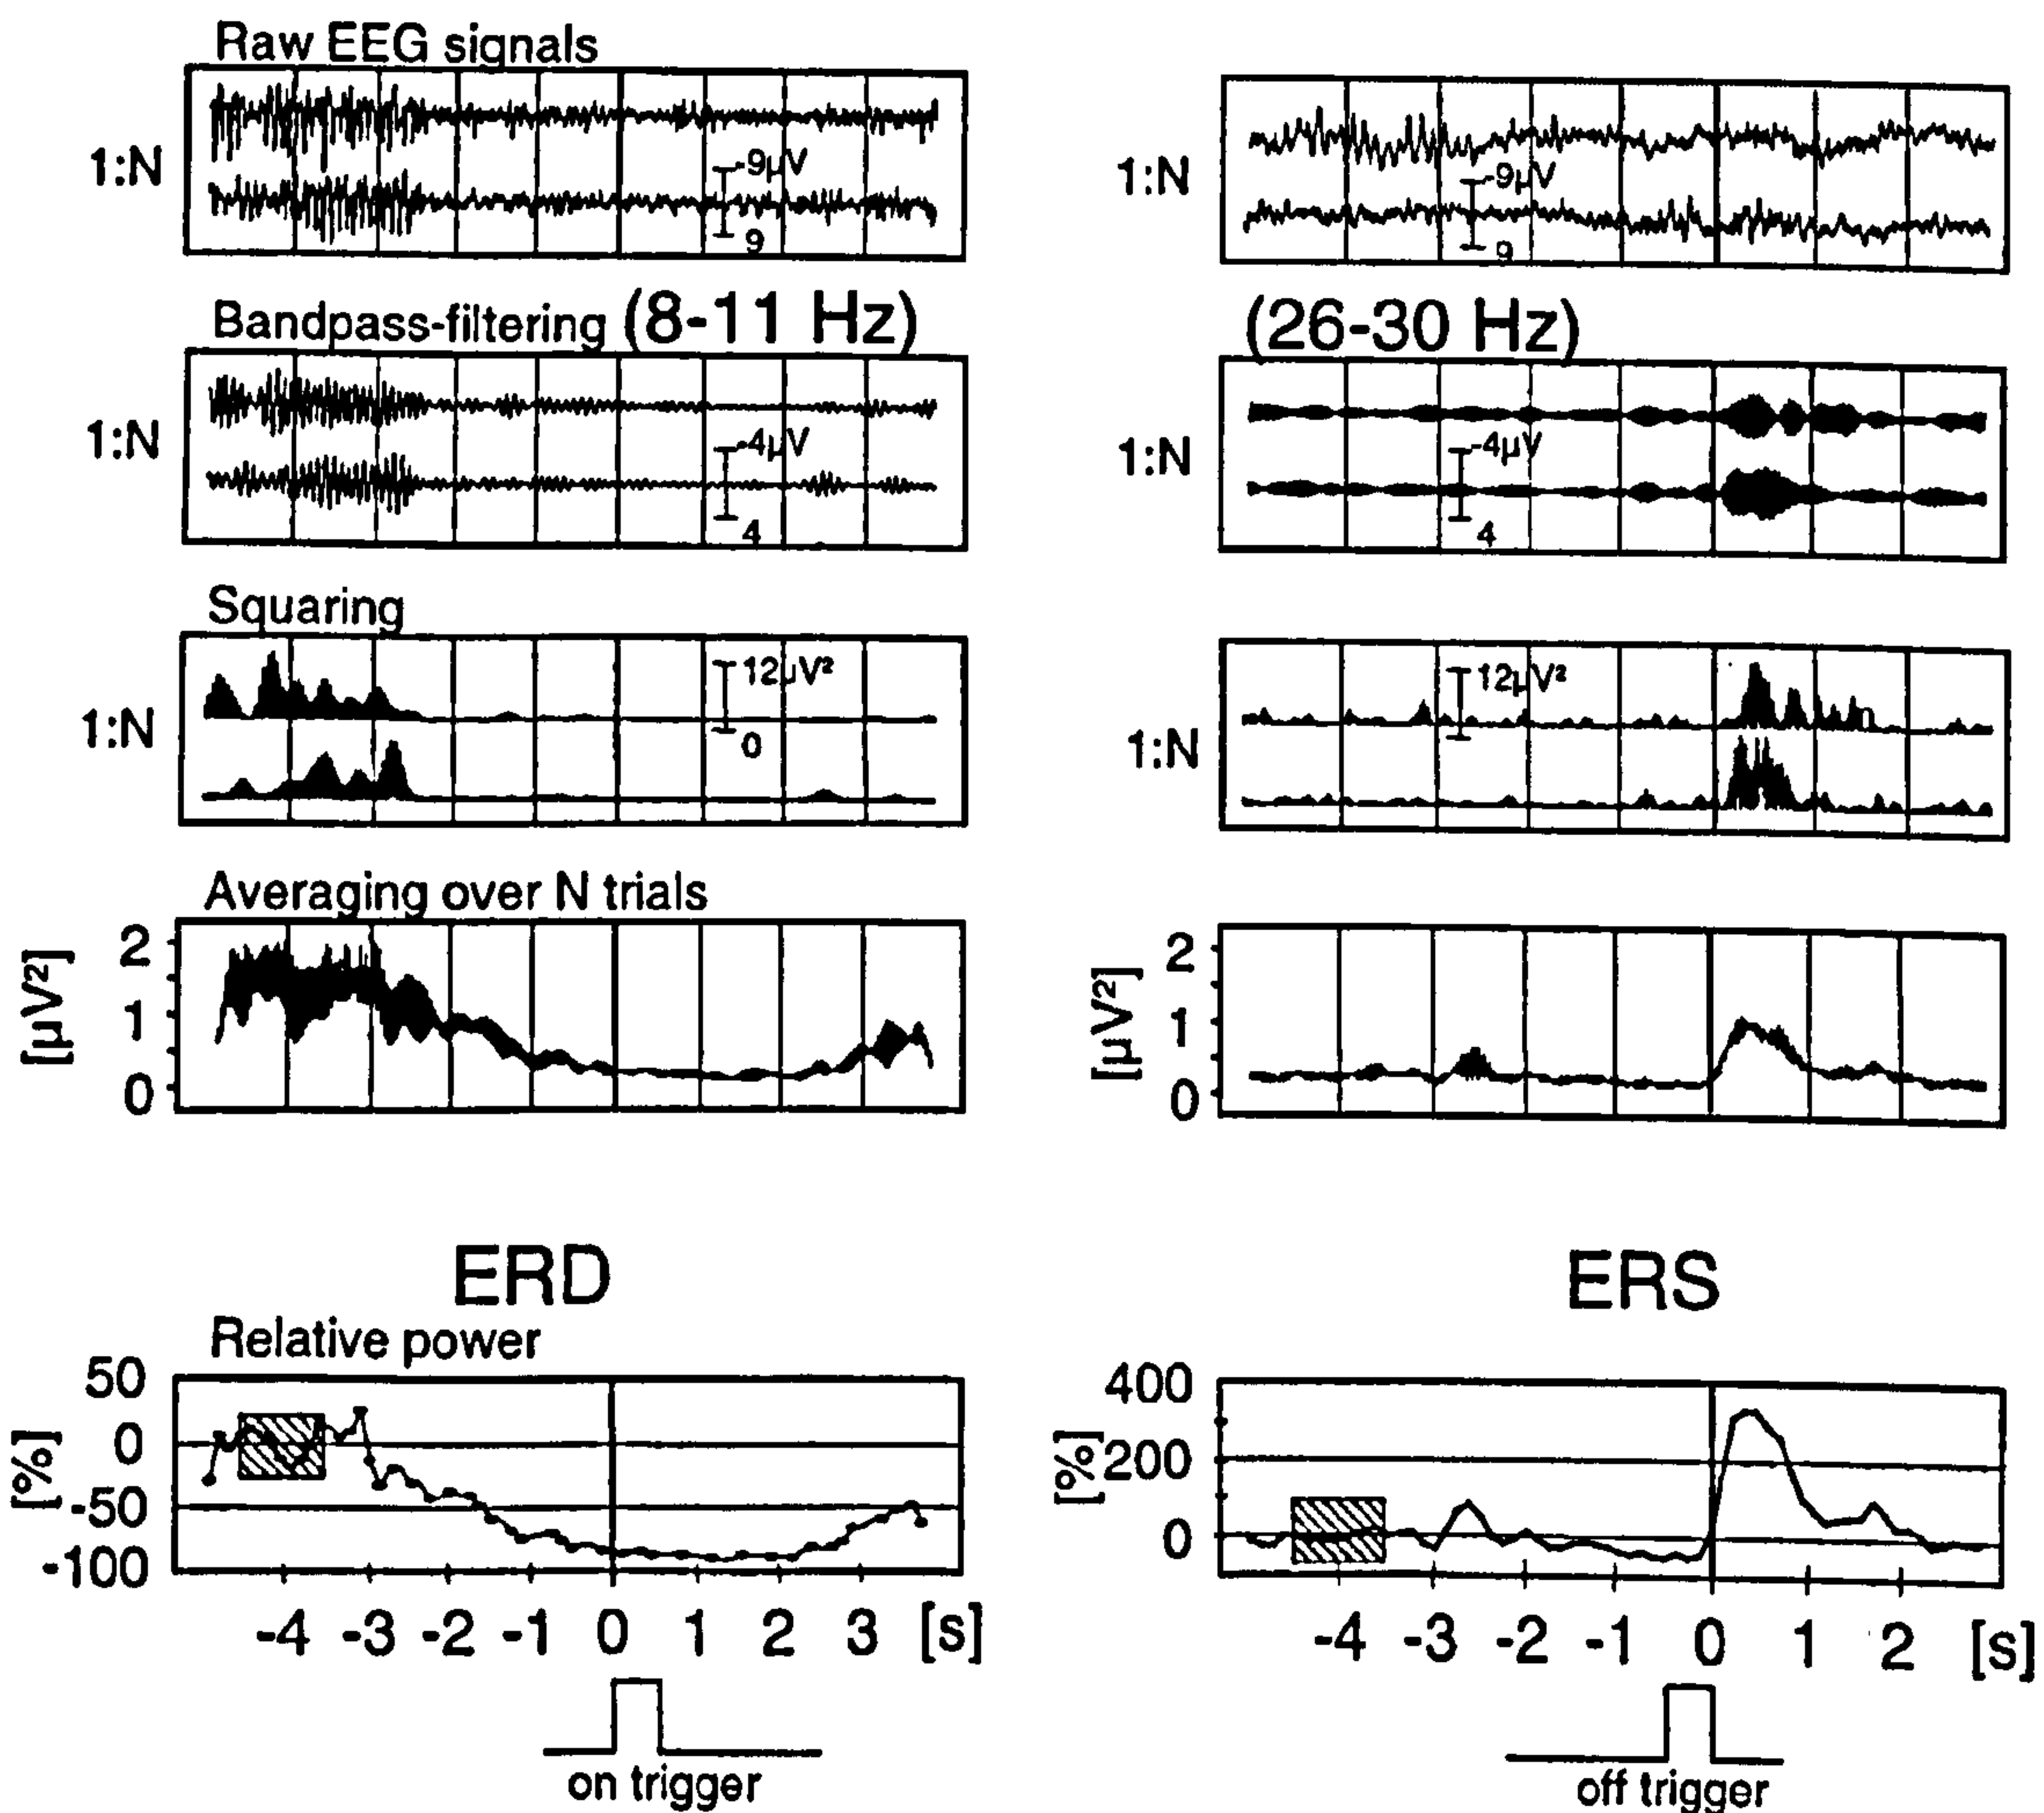 Raw EEG signals
1:N
-9µV
9
1:N
-9µV
9
Bandpass-filtering (8-11 Hz)
(26-30 Hz)
1:N
-4µV
4
1:N
-4µV
4
Squaring
1:N
12µV²
0
1:N
12µV²
Averaging over N trials
[µV²]
2
1
0
[µV²]
2
1
0
ERD
ERS
Relative power
[%]
50
0
-50
-100
[%]
400
200
0
-4 -3 -2 -1 0 1 2 3 [s]
-4 -3 -2 -1 0 1 2 [s]
on trigger
off trigger